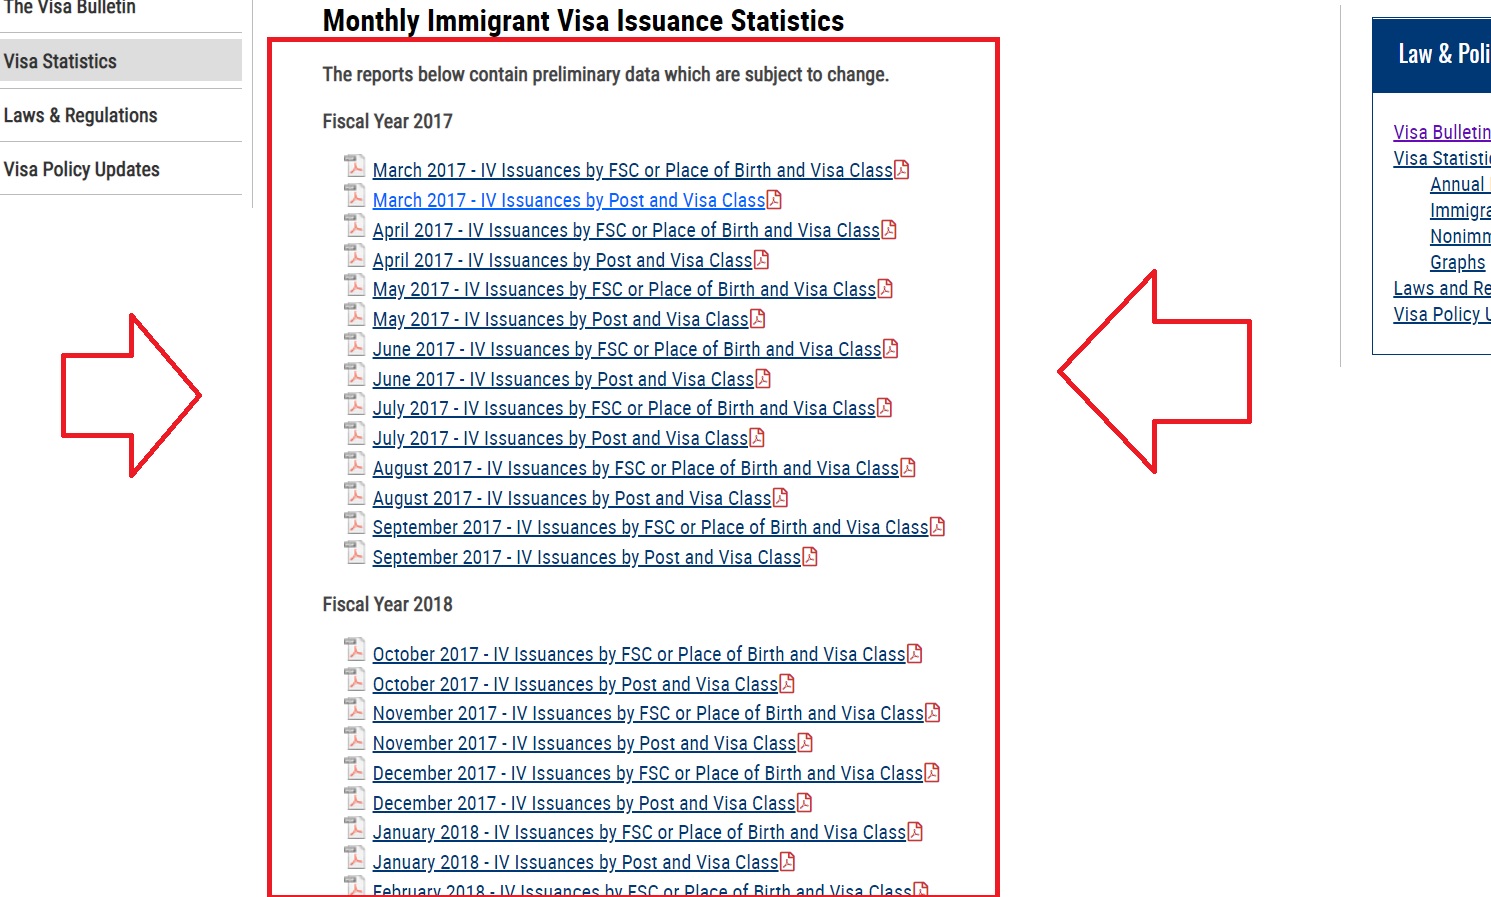 The Visa Bulletin
Visa Statistics
Laws & Regulations
Visa Policy Updates
Monthly Immigrant Visa Issuance Statistics
The reports below contain preliminary data which are subject to change.
Fiscal Year 2017
March 2017 - IV Issuances by FSC or Place of Birth and Visa Class
March 2017 - IV Issuances by Post and Visa Class
April 2017 - IV Issuances by FSC or Place of Birth and Visa Class
April 2017 - IV Issuances by Post and Visa Class
May 2017 - IV Issuances by FSC or Place of Birth and Visa Class
May 2017 - IV Issuances by Post and Visa Class
June 2017 - IV Issuances by FSC or Place of Birth and Visa Class
June 2017 - IV Issuances by Post and Visa Class
July 2017 - IV Issuances by FSC or Place of Birth and Visa Class
July 2017 - IV Issuances by Post and Visa Class
August 2017 - IV Issuances by FSC or Place of Birth and Visa Class
August 2017 - IV Issuances by Post and Visa Class
September 2017 - IV Issuances by FSC or Place of Birth and Visa Class
September 2017 - IV Issuances by Post and Visa Class
Fiscal Year 2018
October 2017 - IV Issuances by FSC or Place of Birth and Visa Class
October 2017 - IV Issuances by Post and Visa Class
November 2017 - IV Issuances by FSC or Place of Birth and Visa Class
November 2017 - IV Issuances by Post and Visa Class
December 2017 - IV Issuances by FSC or Place of Birth and Visa Class
December 2017 - IV Issuances by Post and Visa Class
January 2018 - IV Issuances by FSC or Place of Birth and Visa Class
January 2018 - IV Issuances by Post and Visa Class
February 2018 - IV Issuances by FSC or Place of Birth and Visa Class
Law & Poli
Visa Bulletin
Visa Statisti
Annual
Immigra
Nonimm
Graphs
Laws and Re
Visa Policy U